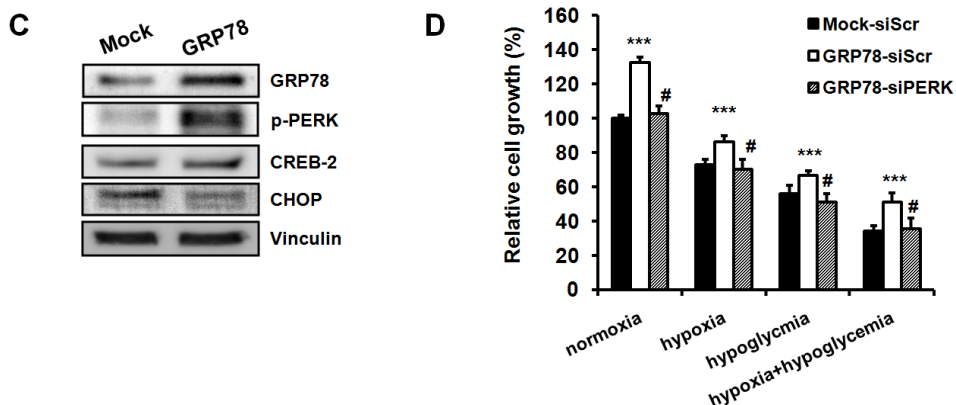 C
Mock GRP78
GRP78
p-PERK
CREB-2
CHOP
Vinculin
D
Relative cell growth (%)
160
140
120
100
80
60
40
20
0
Mock-siScr
GRP78-siScr
GRP78-siPERK
***
#
***
#
***
#
***
#
normoxia
hypoxia
hypoglycmia
hypoxia+hypoglycemia